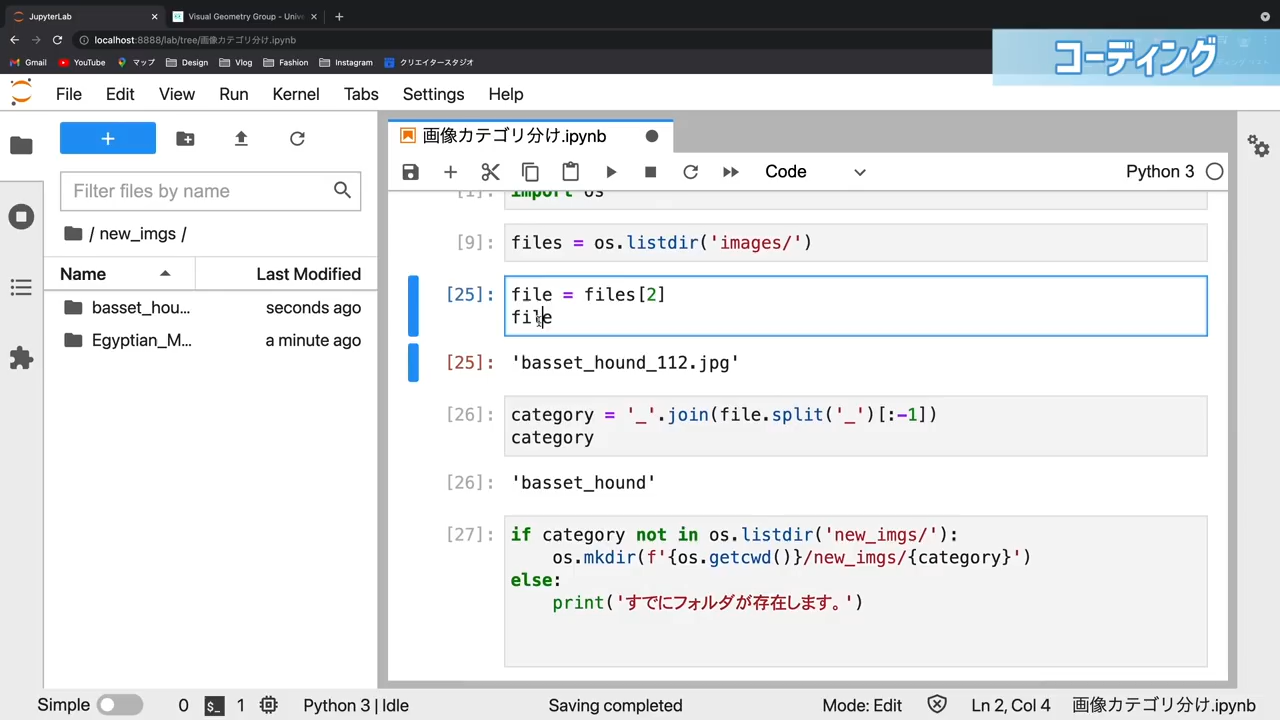 JupyterLab
Visual Geometry Group - Unive
localhost:8888/lab/tree/画像カテゴリ分け.ipynb
Gmail
YouTube
マップ
Design
Vlog
Fashion
Instagram
クリエイタースタジオ
コーディング
File Edit View Run Kernel Tabs Settings Help
画像カテゴリ分け.ipynb
Filter files by name
Code
Python 3
/ new_imgs /
Name Last Modified
basset_hou... seconds ago
Egyptian_M... a minute ago
[1]: import os
[9]: files = os.listdir('images/')
[25]: file = files[2]
file
[25]: 'basset_hound_112.jpg'
[26]: category = '_'.join(file.split('_')[:-1])
category
[26]: 'basset_hound'
[27]: if category not in os.listdir('new_imgs/'):
os.mkdir(f'{os.getcwd()}/new_imgs/{category}')
else:
print('すでにフォルダが存在します。')
Simple 0 $_ 1 Python 3 | Idle Saving completed Mode: Edit Ln 2, Col 4 画像カテゴリ分け.ipynb